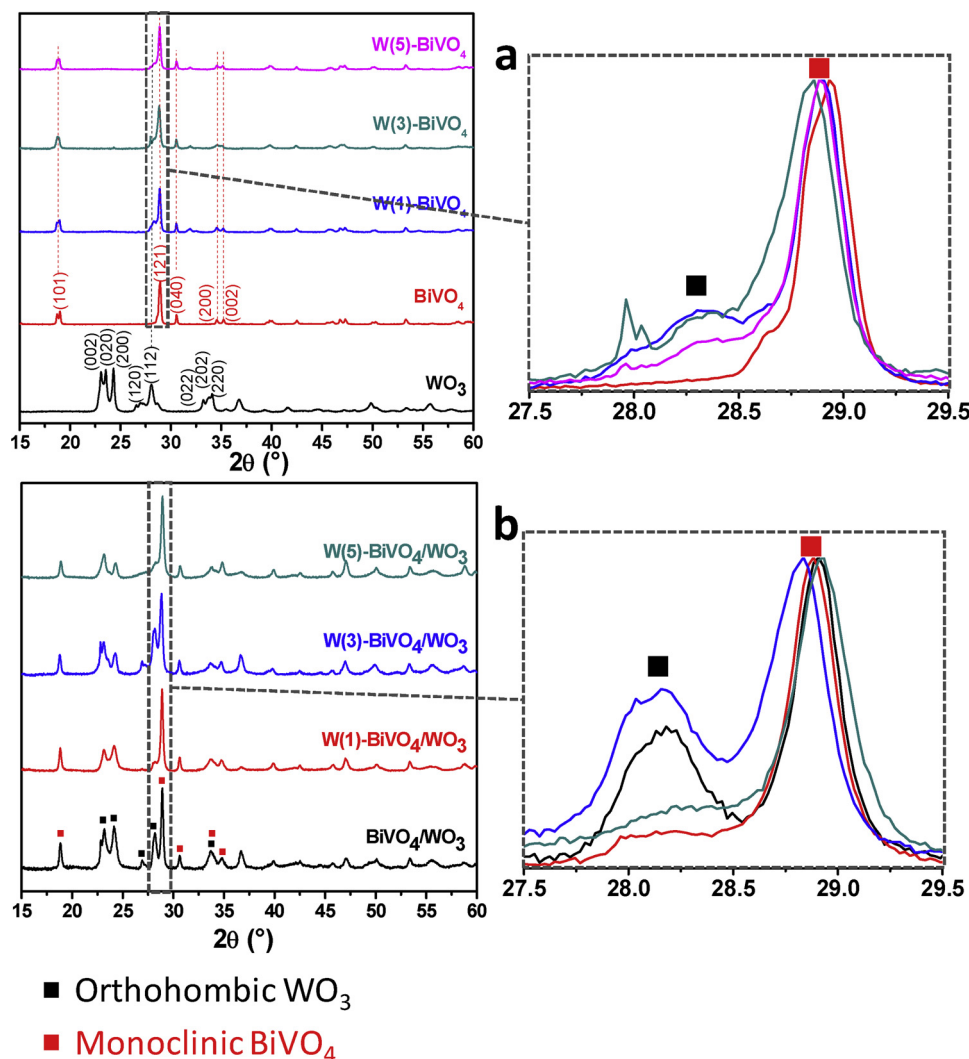 a
W(5)-BiVO4
W(3)-BiVO4
W(1)-BiVO4
BiVO4
WO3
(101)
(121)
(040)
(200)
(002)
(002)
(020)
(200)
(120)
(112)
(022)
(202)
(220)
15 20 25 30 35 40 45 50 55 60
2θ (°)
27.5 28.0 28.5 29.0 29.5
b
W(5)-BiVO4/WO3
W(3)-BiVO4/WO3
W(1)-BiVO4/WO3
BiVO4/WO3
15 20 25 30 35 40 45 50 55 60
2θ (°)
27.5 28.0 28.5 29.0 29.5
Orthohombic WO3
Monoclinic BiVO4